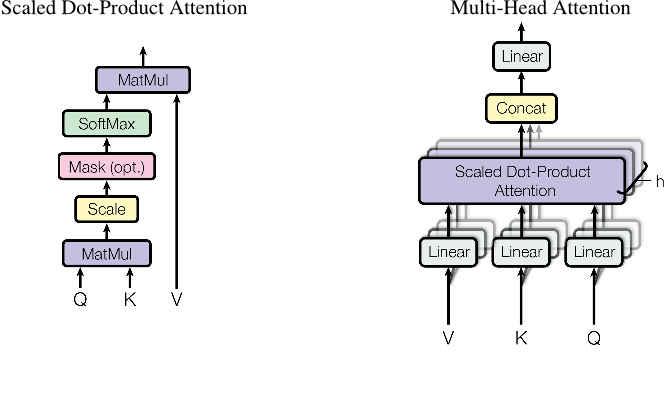 Scaled Dot-Product Attention
MatMul
SoftMax
Mask (opt.)
Scale
MatMul
Q K V
Multi-Head Attention
Linear
Concat
Scaled Dot-Product
Attention
h
Linear Linear Linear
V K Q